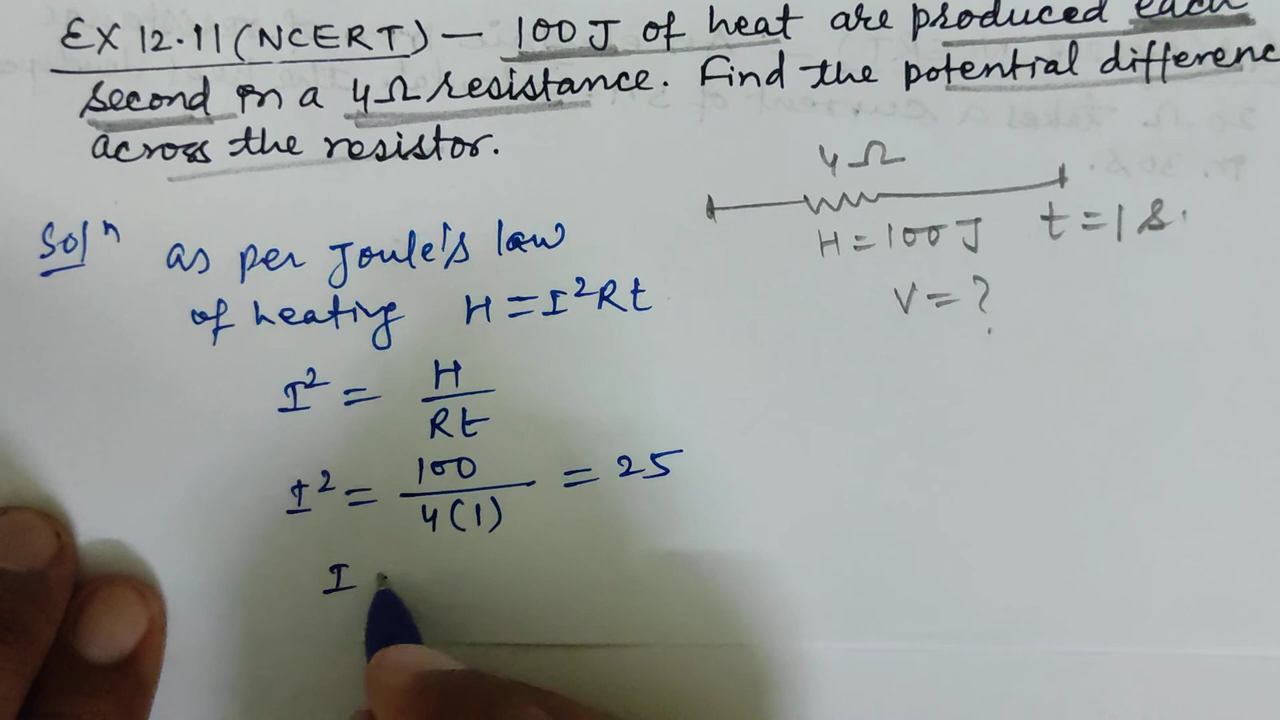 EX 12.11 (NCERT) — 100 J of heat are produced each
second in a 4Ω resistance. Find the potential differenc
across the resistor.
4Ω
H = 100 J t = 1 s.
V = ?
Solⁿ as per Joule's law
of heating H = I²Rt
I² = H / Rt
I² = 100 / 4(1) = 25
I